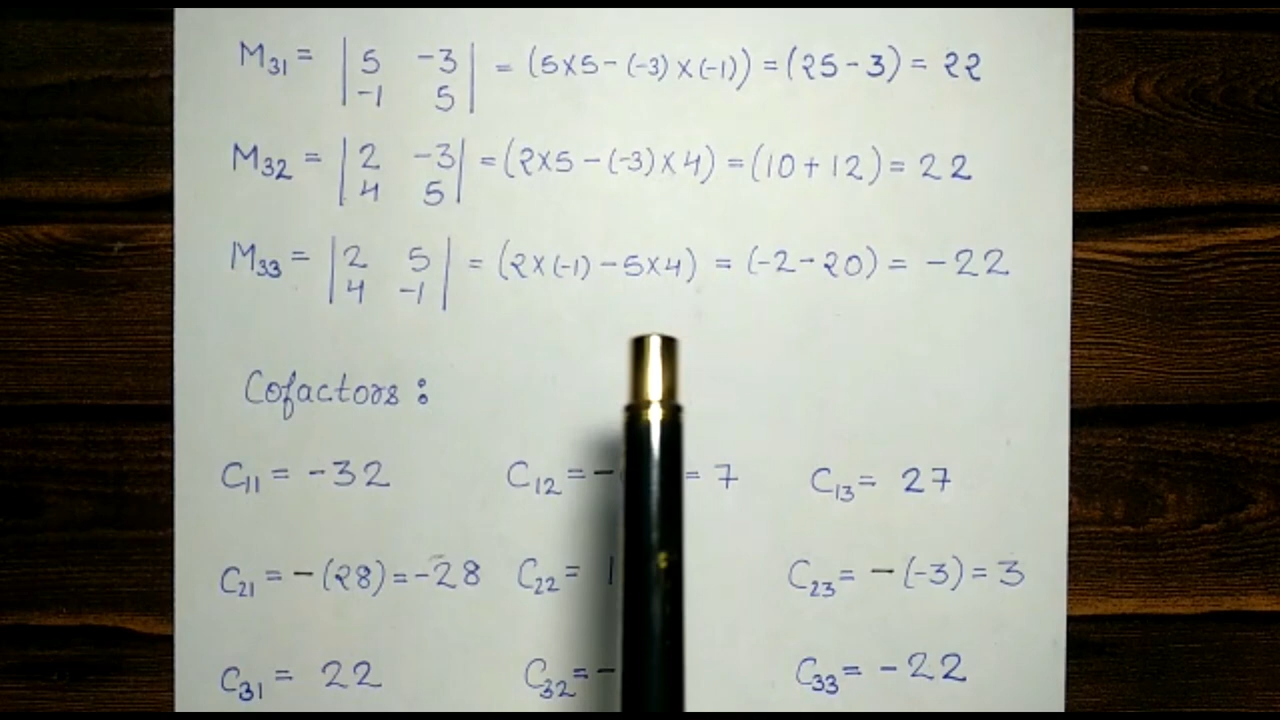 M₃₁ = | 5 -3 | = (5×5-(-3)×(-1)) = (25-3) = 22
| -1 5 |
M₃₂ = | 2 -3 | = (2×5-(-3)×4) = (10+12) = 22
| 4 5 |
M₃₃ = | 2 5 | = (2×(-1)-5×4) = (-2-20) = -22
| 4 -1 |
Cofactors :
C₁₁ = -32 C₁₂ = - = 7 C₁₃ = 27
C₂₁ = -(28) = -28 C₂₂ = C₂₃ = -(-3) = 3
C₃₁ = 22 C₃₂ = - C₃₃ = -22